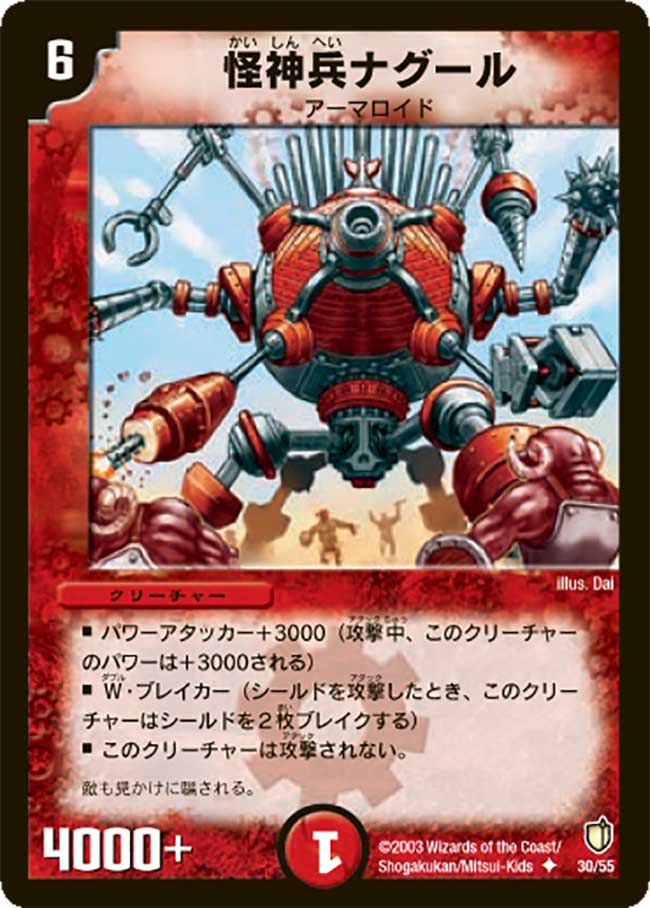 6
かいしんへい
怪神兵ナグール
アーマロイド
illus. Dai
クリーチャー
■ パワーアタッカー＋3000（攻撃中、このクリーチャー
のパワーは＋3000される）
■ W・ブレイカー（シールドを攻撃したとき、このクリー
チャーはシールドを２枚ブレイクする）
■ このクリーチャーは攻撃されない。
敵も見かけに騙される。
4000+
1
©2003 Wizards of the Coast/
Shogakukan/Mitsui-Kids
30/55